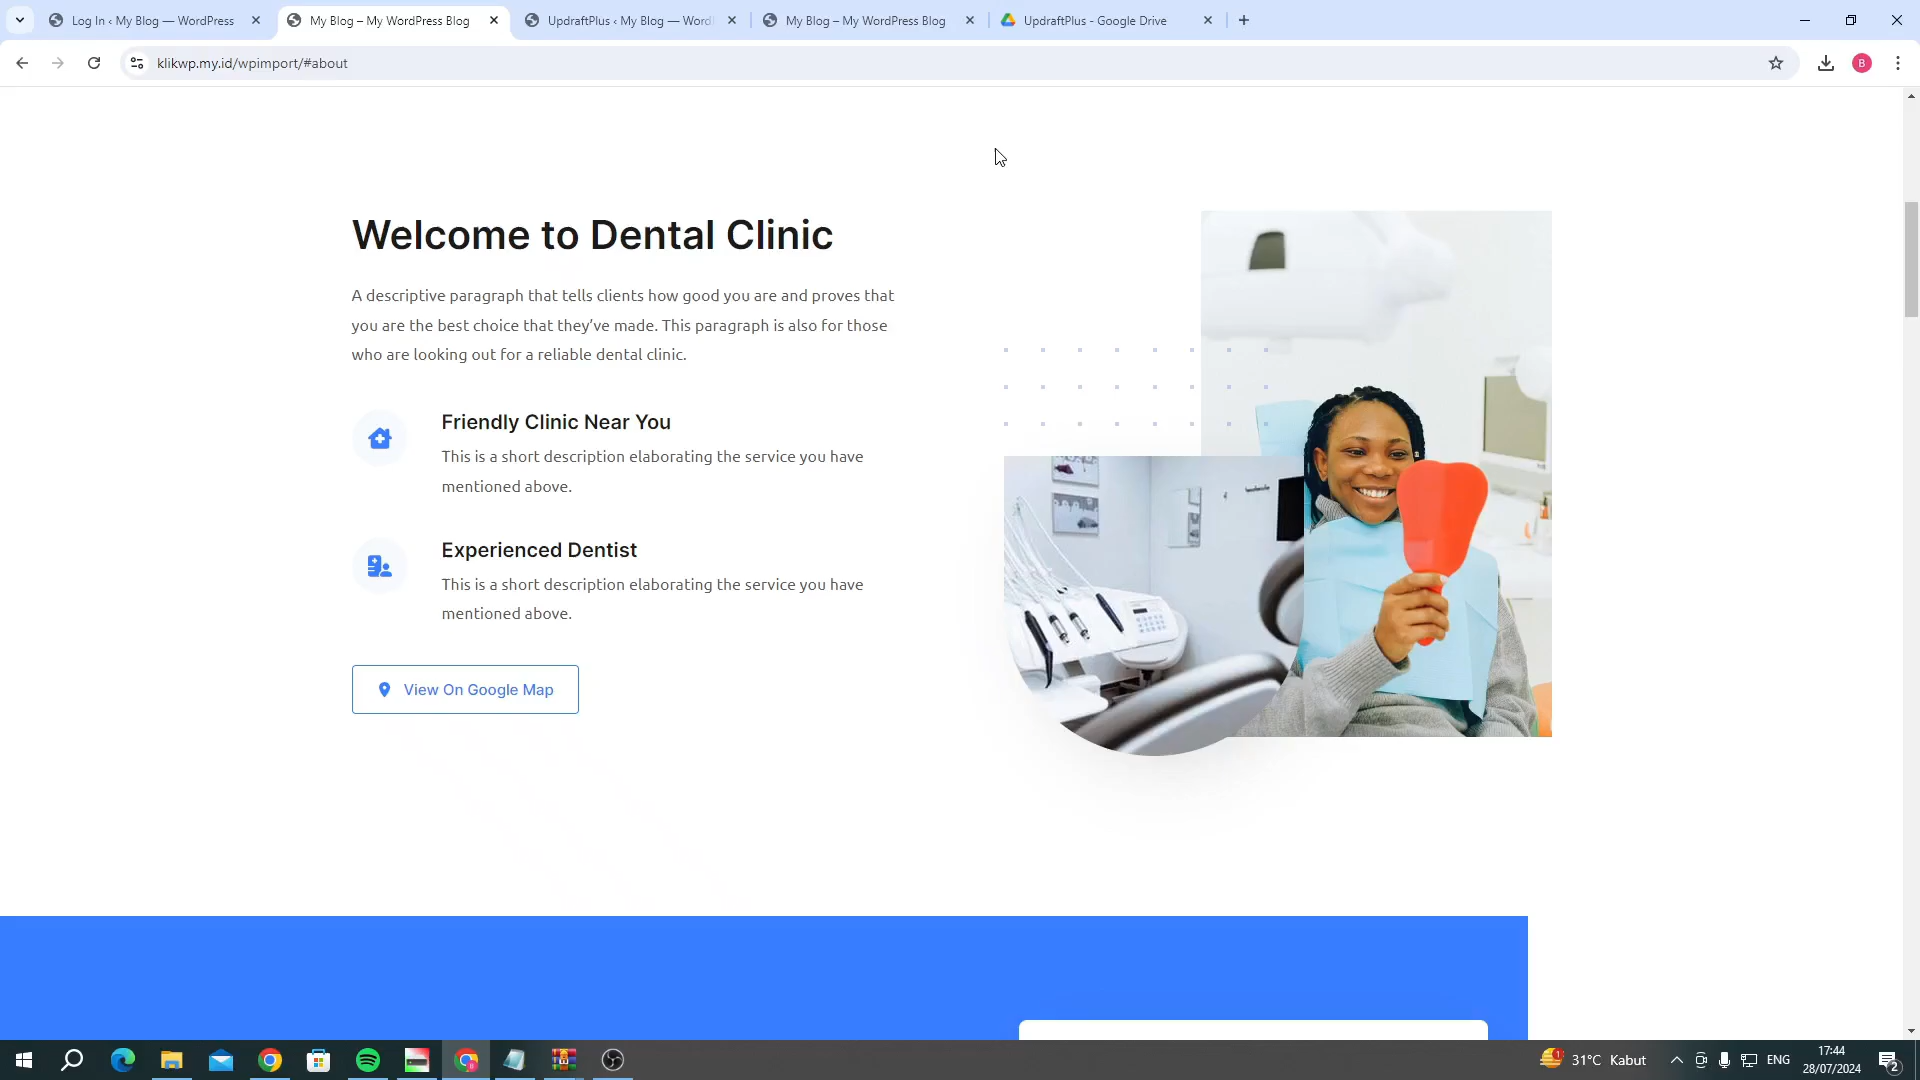 Log In ‹ My Blog — WordPress
My Blog – My WordPress Blog
UpdraftPlus ‹ My Blog — Word
My Blog – My WordPress Blog
UpdraftPlus - Google Drive
klikwp.my.id/wpimport/#about
B
Welcome to Dental Clinic
A descriptive paragraph that tells clients how good you are and proves that
you are the best choice that they’ve made. This paragraph is also for those
who are looking out for a reliable dental clinic.
Friendly Clinic Near You
This is a short description elaborating the service you have
mentioned above.
Experienced Dentist
This is a short description elaborating the service you have
mentioned above.
View On Google Map
1
31°C Kabut
ENG
17:44
28/07/2024
2